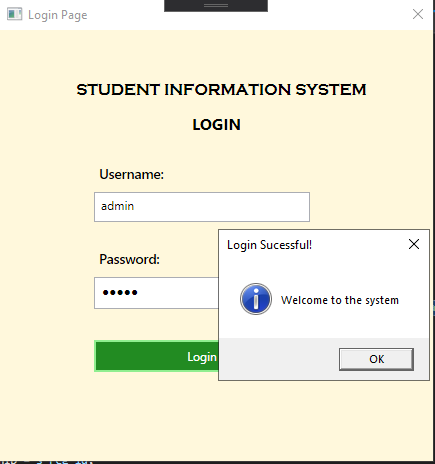 Login Page
STUDENT INFORMATION SYSTEM
LOGIN
Username:
admin
Password:
•••••
Login
Login Sucessful!
Welcome to the system
OK